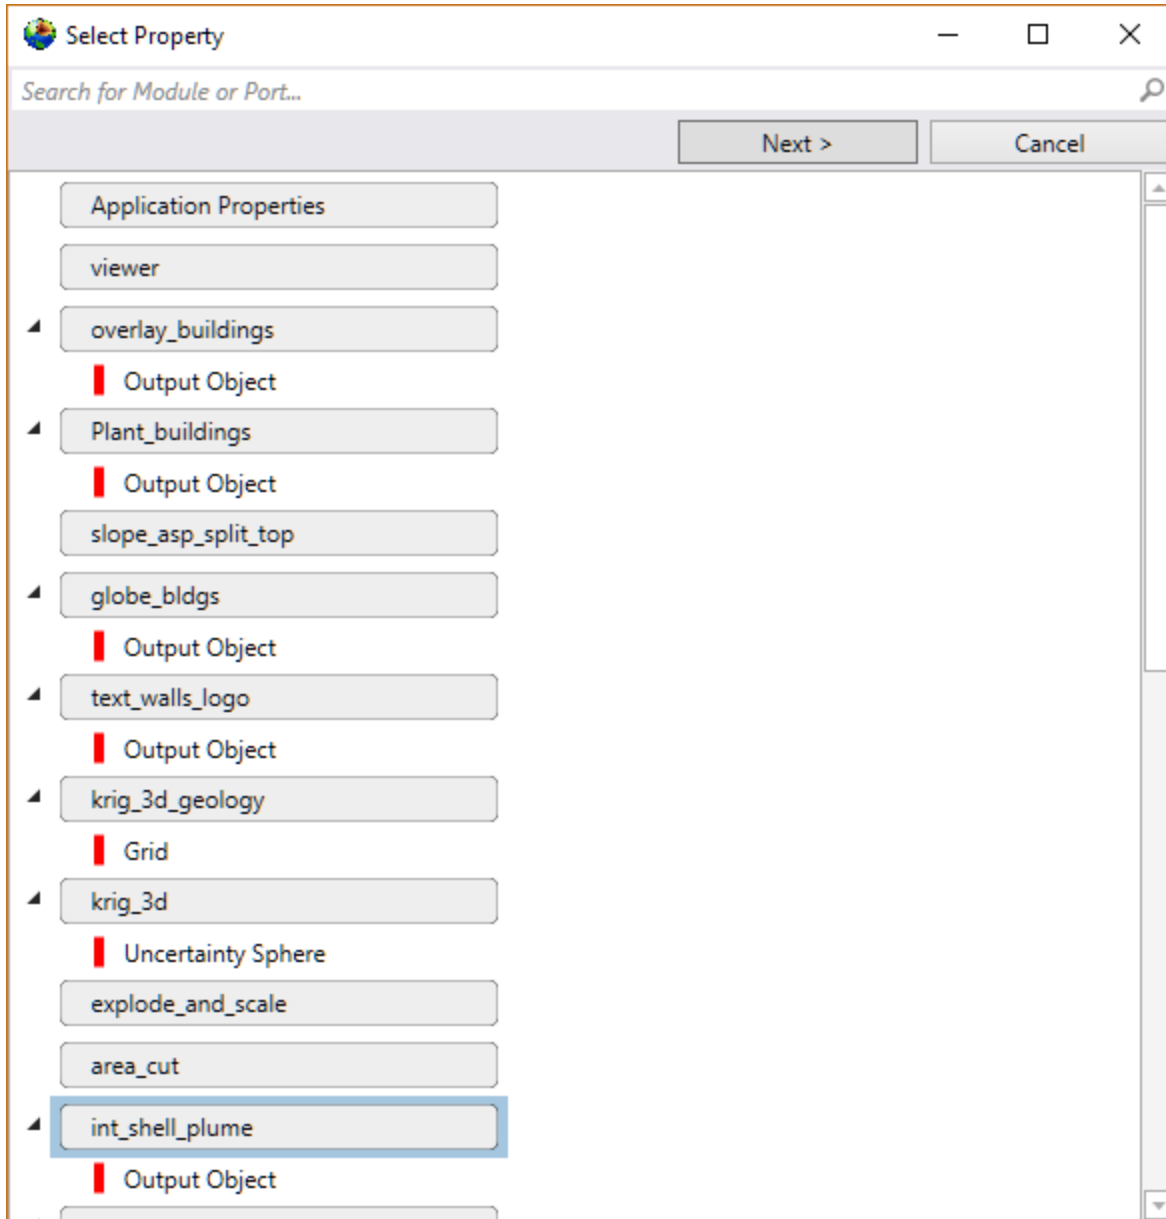 Select Property
Search for Module or Port...
Next >
Cancel
Application Properties
viewer
overlay_buildings
Output Object
Plant_buildings
Output Object
slope_asp_split_top
globe_bldgs
Output Object
text_walls_logo
Output Object
krig_3d_geology
Grid
krig_3d
Uncertainty Sphere
explode_and_scale
area_cut
int_shell_plume
Output Object